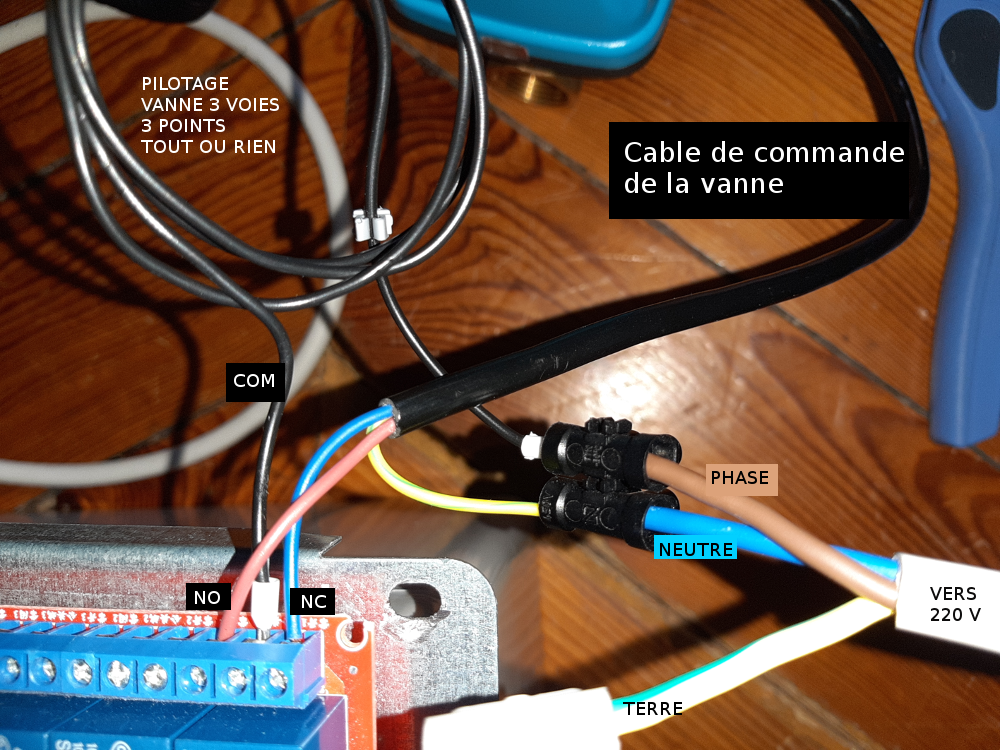 PILOTAGE
VANNE 3 VOIES
3 POINTS
TOUT OU RIEN
Cable de commande
de la vanne
COM
PHASE
NEUTRE
NO
NC
VERS
220 V
TERRE